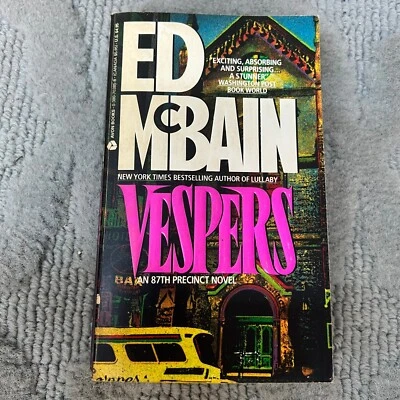 ED
McBAIN
"EXCITING, ABSORBING
AND SURPRISING...
A STUNNER"
WASHINGTON POST
BOOK WORLD
NEW YORK TIMES BESTSELLING AUTHOR OF LULLABY
VESPERS
BA
AN 87TH PRECINCT NOVEL